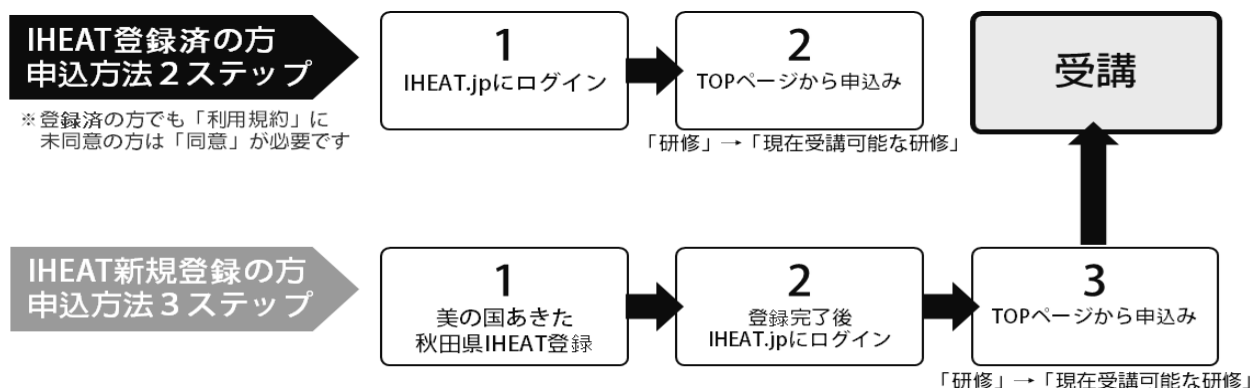 IHEAT登録済の方
申込方法２ステップ
※登録済の方でも「利用規約」に
未同意の方は「同意」が必要です
1
IHEAT.jpにログイン
2
TOPページから申込み
「研修」→「現在受講可能な研修」
受講
IHEAT新規登録の方
申込方法３ステップ
1
美の国あきた
秋田県IHEAT登録
2
登録完了後
IHEAT.jpにログイン
3
TOPページから申込み
「研修」→「現在受講可能な研修」